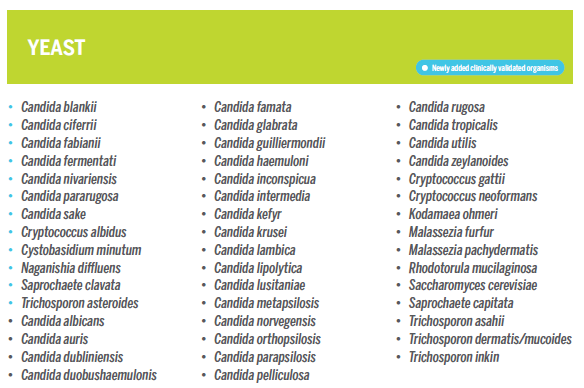 YEAST
Newly added clinically validated organisms
• Candida blankii
• Candida ciferrii
• Candida fabianii
• Candida fermentati
• Candida nivariensis
• Candida pararugosa
• Candida sake
• Cryptococcus albidus
• Cystobasidium minutum
• Naganishia diffluens
• Saprochaete clavata
• Trichosporon asteroides
• Candida albicans
• Candida auris
• Candida dubliniensis
• Candida duobushaemulonis
• Candida famata
• Candida glabrata
• Candida guilliermondii
• Candida haemuloni
• Candida inconspicua
• Candida intermedia
• Candida kefyr
• Candida krusei
• Candida lambica
• Candida lipolytica
• Candida lusitaniae
• Candida metapsilosis
• Candida norvegensis
• Candida orthopsilosis
• Candida parapsilosis
• Candida pelliculosa
• Candida rugosa
• Candida tropicalis
• Candida utilis
• Candida zeylanoides
• Cryptococcus gattii
• Cryptococcus neoformans
• Kodamaea ohmeri
• Malassezia furfur
• Malassezia pachydermatis
• Rhodotorula mucilaginosa
• Saccharomyces cerevisiae
• Saprochaete capitata
• Trichosporon asahii
• Trichosporon dermatis/mucoides
• Trichosporon inkin